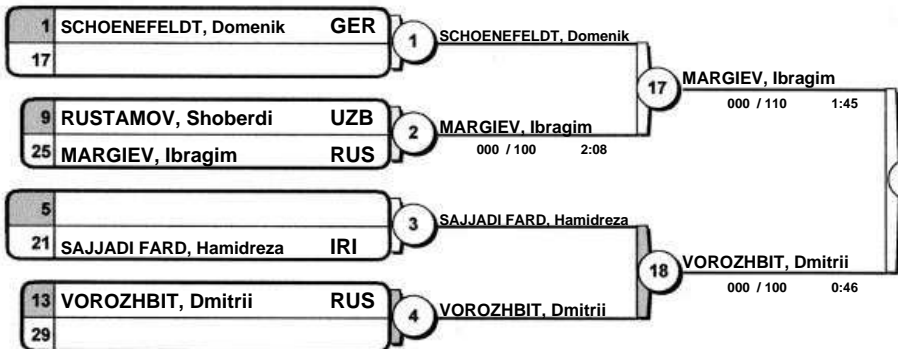 1 SCHOENEFELDT, Domenik GER
17
1
SCHOENEFELDT, Domenik
9 RUSTAMOV, Shoberdi UZB
25 MARGIEV, Ibragim RUS
2
MARGIEV, Ibragim
000 / 100 2:08
17
MARGIEV, Ibragim
000 / 110 1:45
5
21 SAJJADI FARD, Hamidreza IRI
3
SAJJADI FARD, Hamidreza
13 VOROZHBIT, Dmitrii RUS
29
4
VOROZHBIT, Dmitrii
18
VOROZHBIT, Dmitrii
000 / 100 0:46